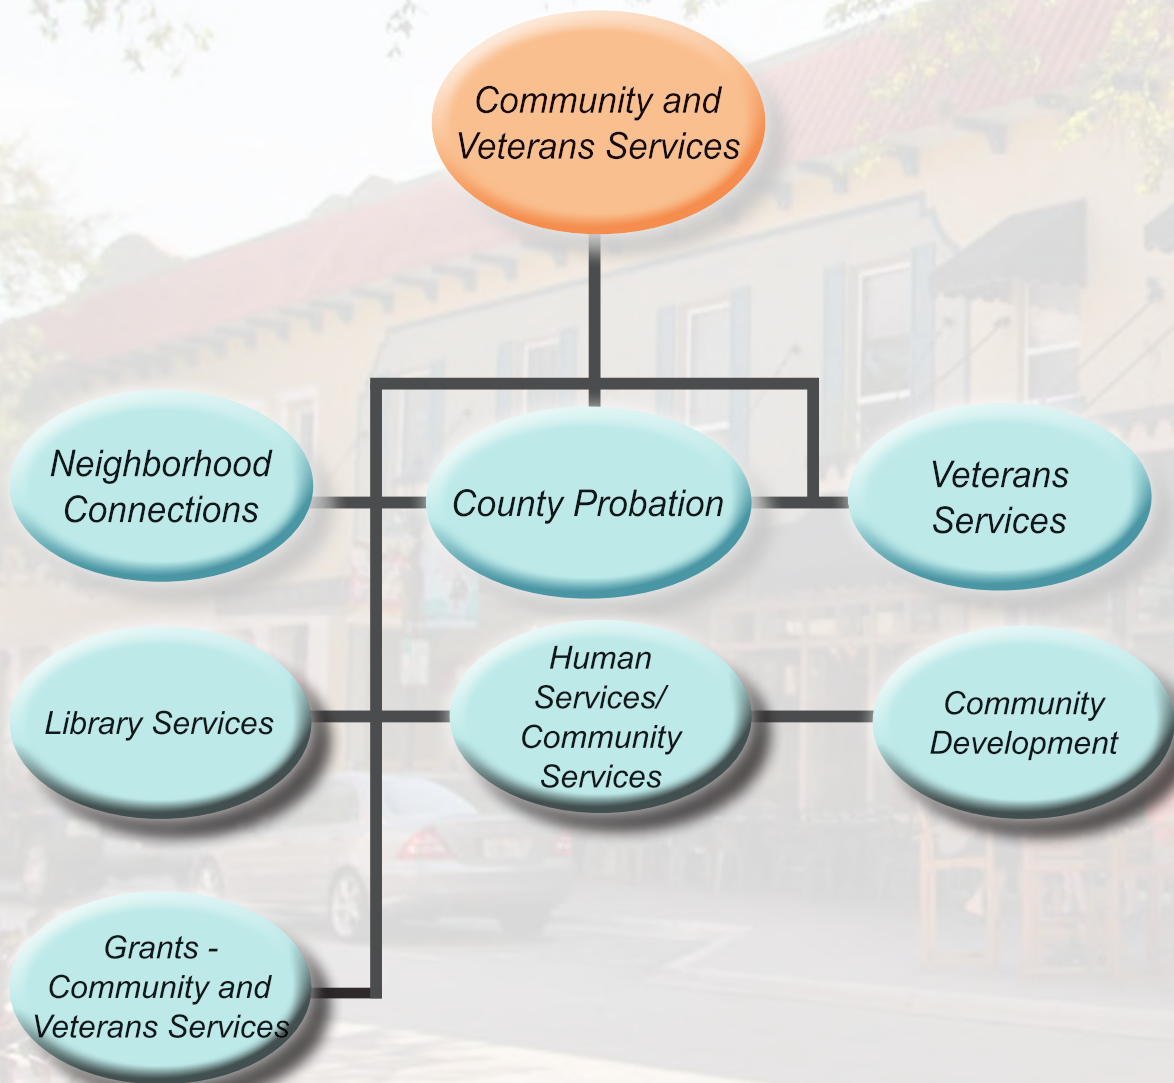 Community and
Veterans Services
Neighborhood
Connections
County Probation
Veterans
Services
Library Services
Human
Services/
Community
Services
Community
Development
Grants -
Community and
Veterans Services